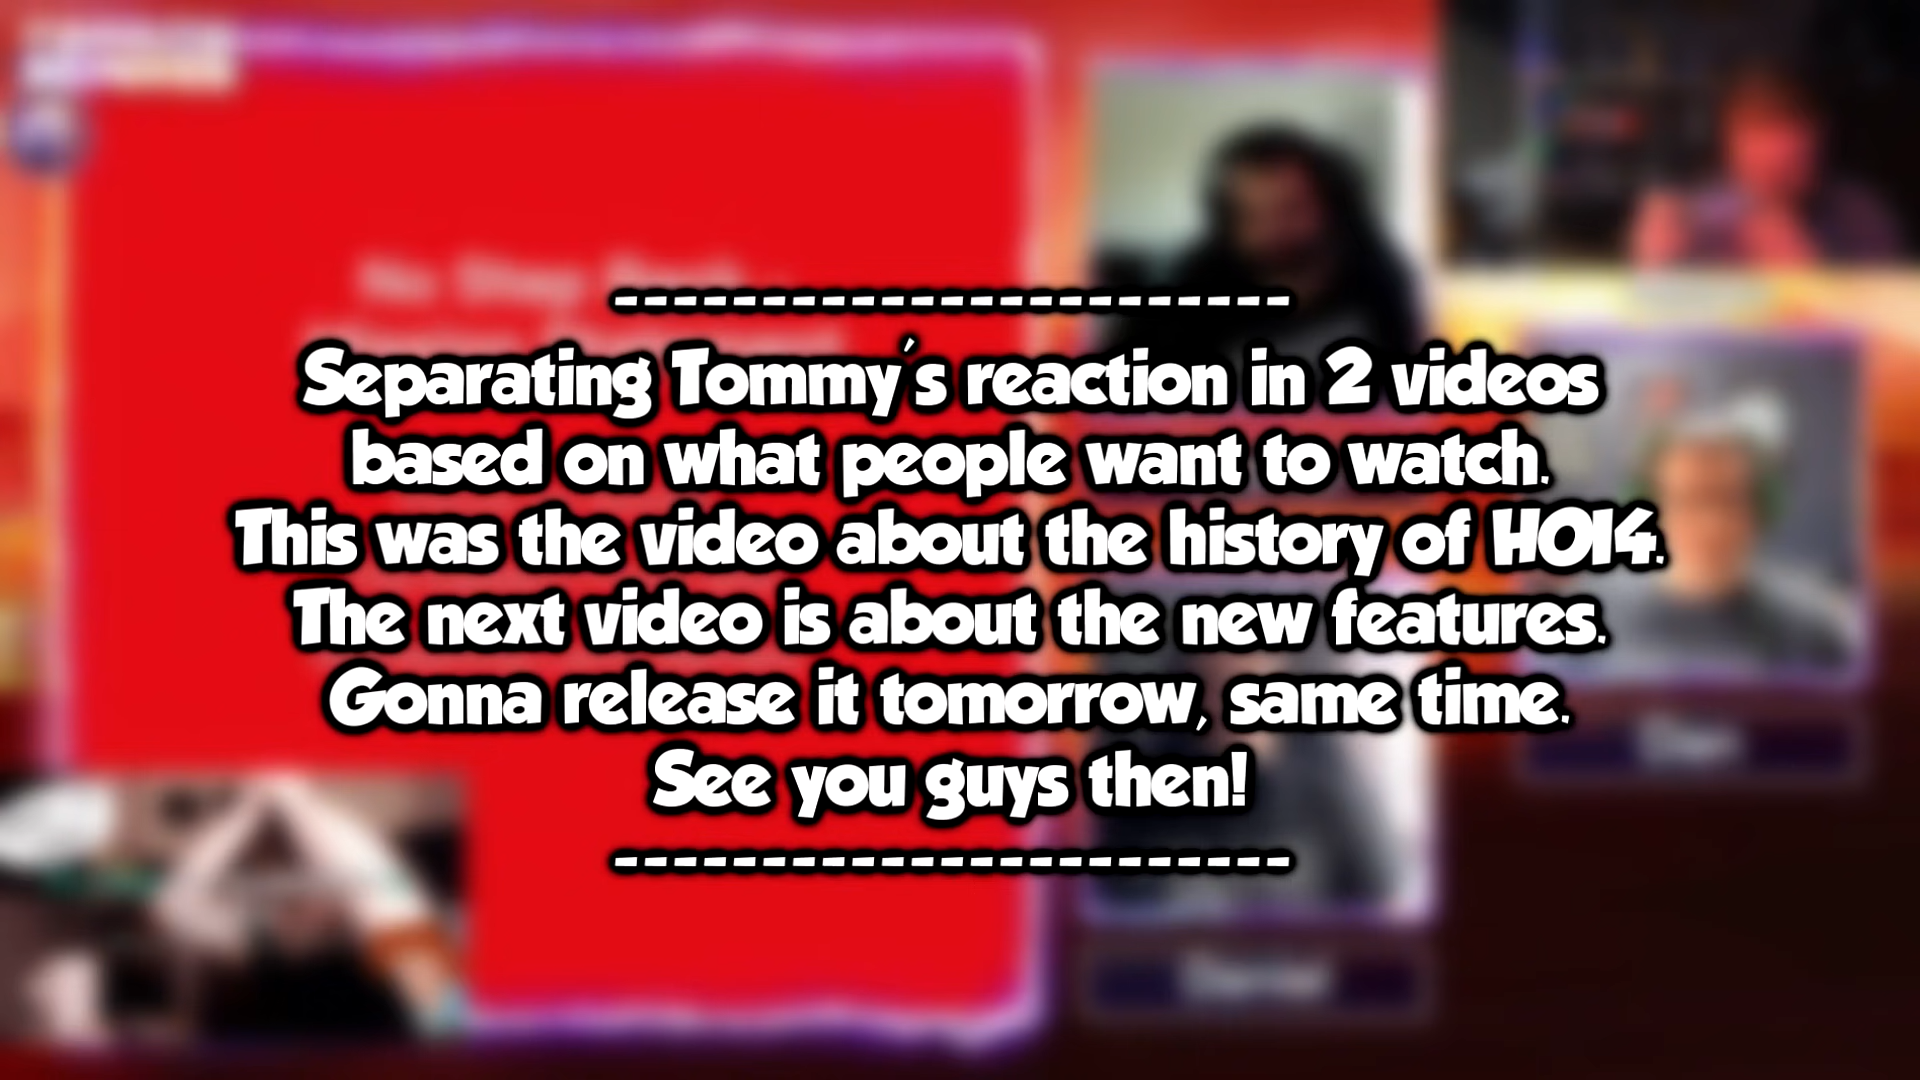 -----------------------
Separating Tommy's reaction in 2 videos
based on what people want to watch.
This was the video about the history of HOI4.
The next video is about the new features.
Gonna release it tomorrow, same time.
See you guys then!
-----------------------